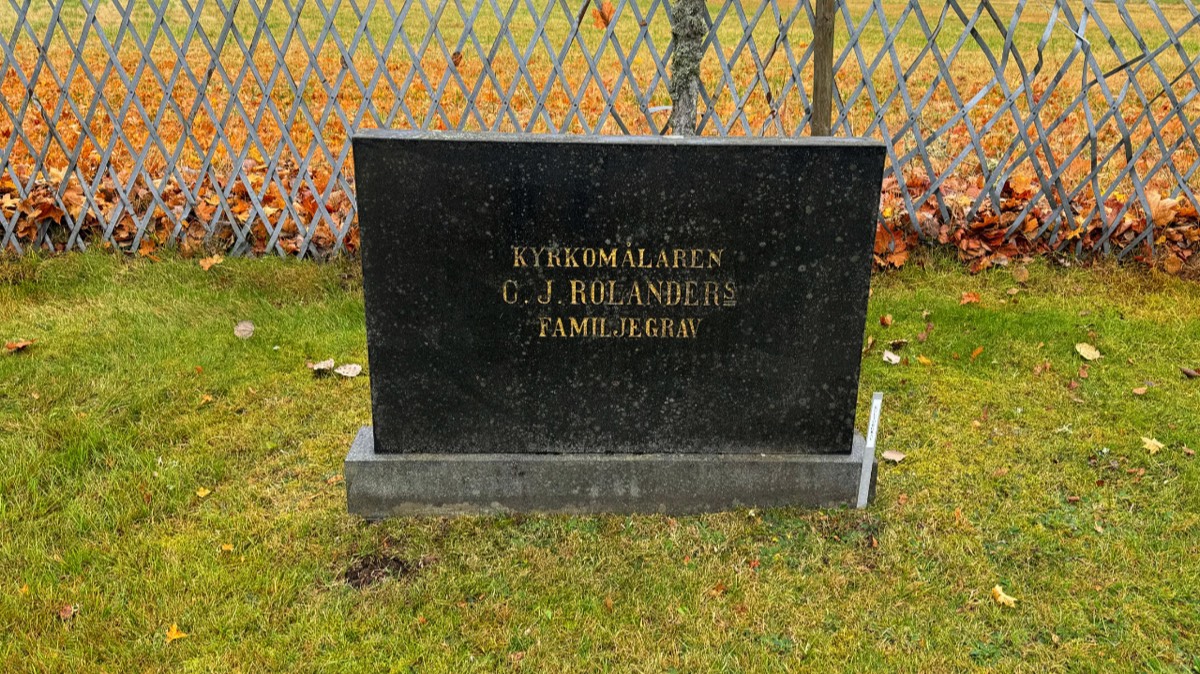 KYRKOMÅLAREN
C. J. ROLANDERS
FAMILJEGRAV